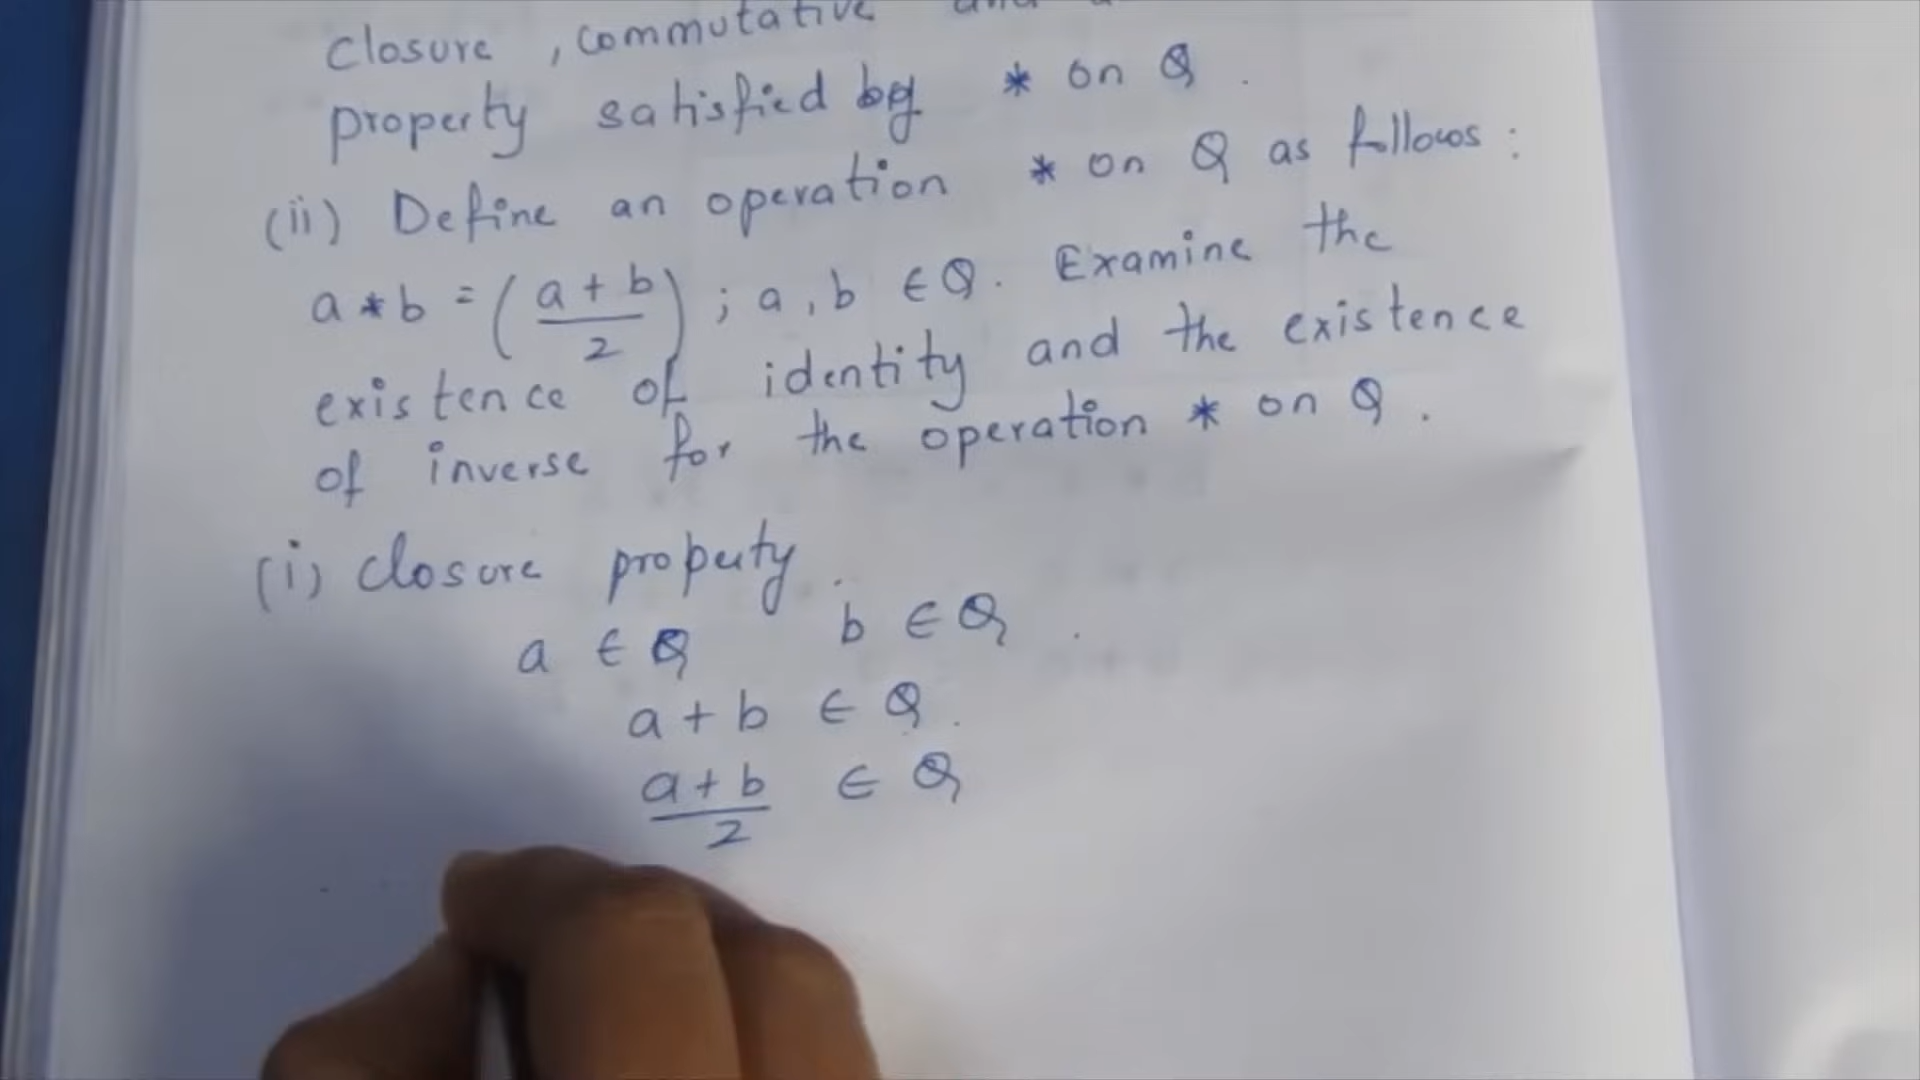 closure , commutative and
property satisfied by * on Q .
(ii) Define an operation * on Q as follows :
a * b = (a + b / 2) ; a , b ∈ Q . Examine the
existence of identity and the existence
of inverse for the operation * on Q .
(i) closure property
a ∈ Q b ∈ Q .
a + b ∈ Q .
a + b / 2 ∈ Q